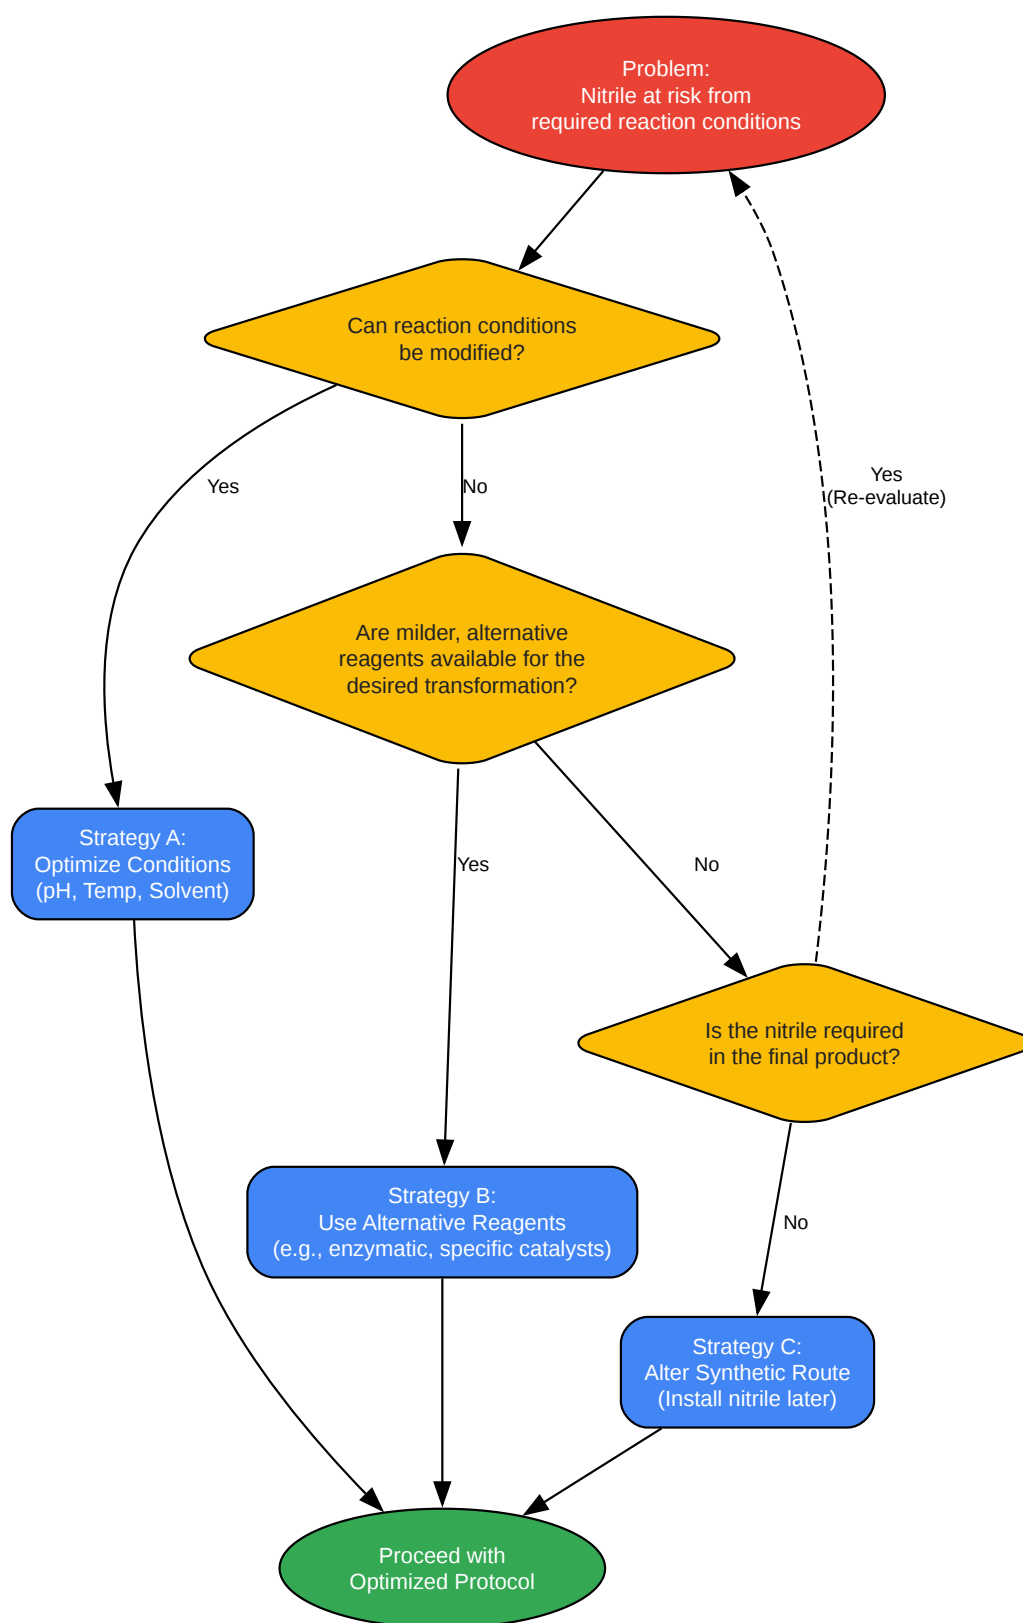 Problem:
Nitrile at risk from
required reaction conditions
Can reaction conditions
be modified?
Yes
No
Yes
(Re-evaluate)
Are milder, alternative
reagents available for the
desired transformation?
Strategy A:
Optimize Conditions
(pH, Temp, Solvent)
Yes
No
Is the nitrile required
in the final product?
Strategy B:
Use Alternative Reagents
(e.g., enzymatic, specific catalysts)
No
Strategy C:
Alter Synthetic Route
(Install nitrile later)
Proceed with
Optimized Protocol